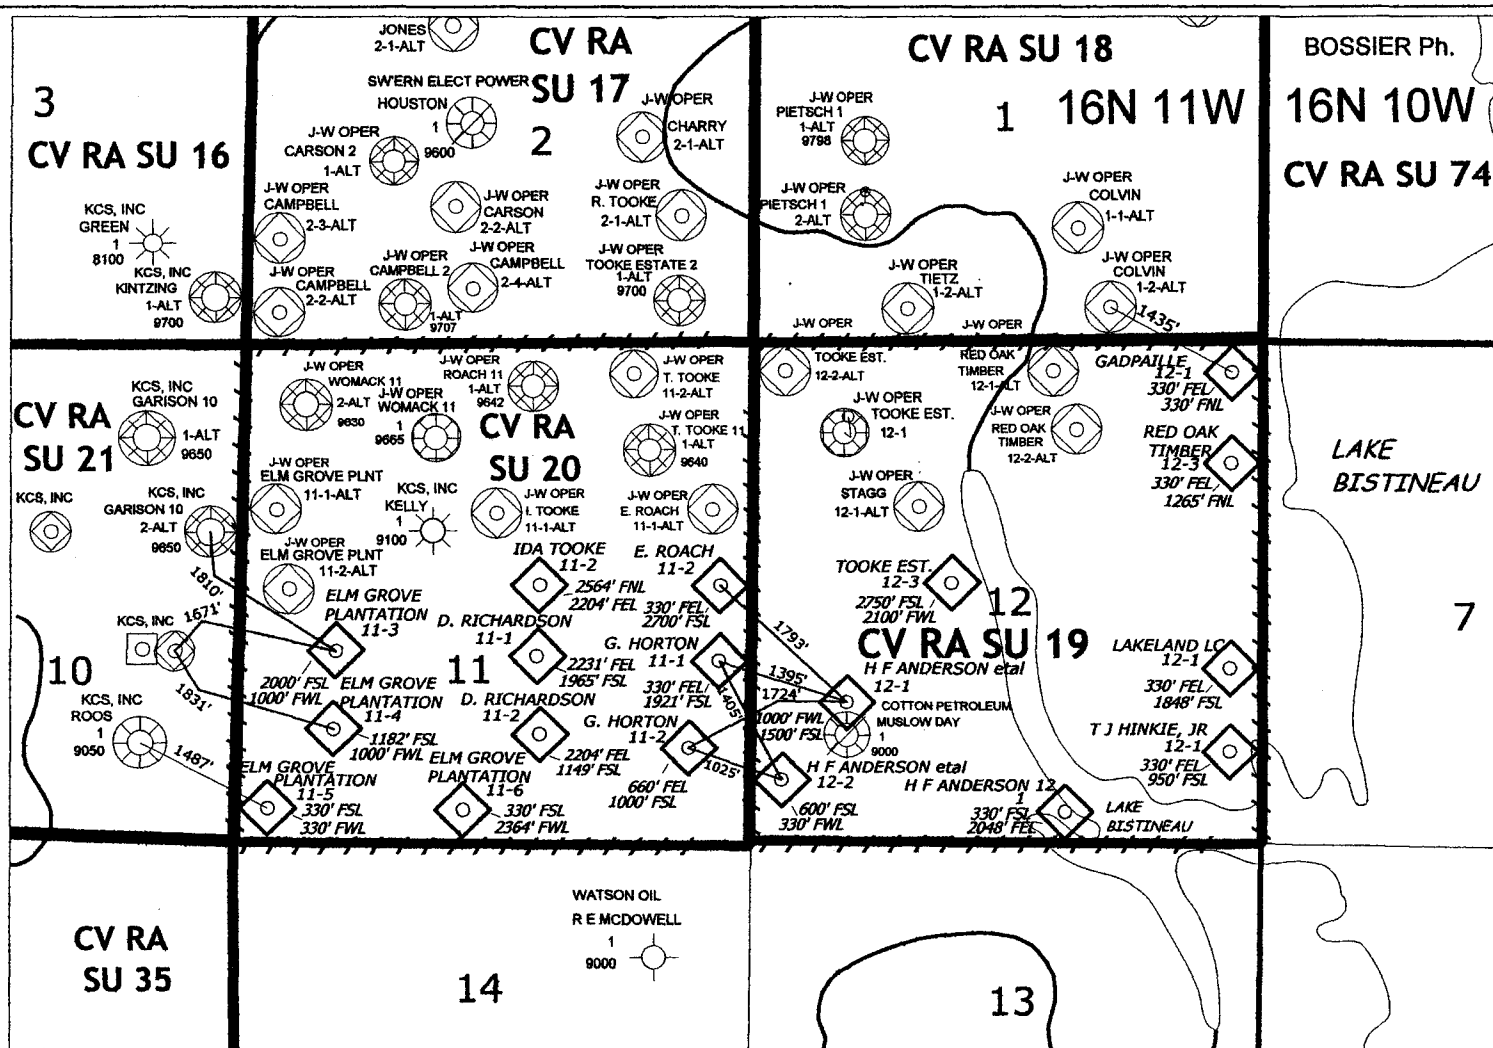 JONES
2-1-ALT
CV RA
SU 17
CV RA SU 18
BOSSIER Ph.
3
CV RA SU 16
SW'ERN ELECT POWER
HOUSTON
1
9600
2
J-W OPER
CHARRY
2-1-ALT
J-W OPER
PIETSCH 1
1-ALT
9798
1
16N 11W
16N 10W
CV RA SU 74
J-W OPER
CARSON 2
1-ALT
J-W OPER
CAMPBELL
2-3-ALT
J-W OPER
CARSON
2-2-ALT
J-W OPER
R. TOOKE
2-1-ALT
J-W OPER
PIETSCH 1
2-ALT
J-W OPER
COLVIN
1-1-ALT
KCS, INC
GREEN
1
8100
KCS, INC
KINTZING
1-ALT
9700
J-W OPER
CAMPBELL
2-2-ALT
J-W OPER
CAMPBELL 2
1-ALT
9707
J-W OPER
CAMPBELL
2-4-ALT
J-W OPER
TOOKE ESTATE 2
1-ALT
9700
J-W OPER
TIETZ
1-2-ALT
J-W OPER
COLVIN
1-2-ALT
1435'
CV RA
SU 21
KCS, INC
GARISON 10
1-ALT
9650
J-W OPER
WOMACK 11
2-ALT
9630
J-W OPER
WOMACK 11
1
9665
J-W OPER
ROACH 11
1-ALT
9642
CV RA
SU 20
J-W OPER
T. TOOKE
11-2-ALT
J-W OPER
T. TOOKE 11
1-ALT
9640
J-W OPER
TOOKE EST.
12-2-ALT
J-W OPER
TOOKE EST.
12-1
J-W OPER
RED OAK
TIMBER
12-1-ALT
J-W OPER
RED OAK
TIMBER
12-2-ALT
GADPAILLE
12-1
330' FEL/
330' FNL
RED OAK
TIMBER
12-3
330' FEL/
1265' FNL
LAKE
BISTINEAU
KCS, INC
KCS, INC
GARISON 10
2-ALT
9650
J-W OPER
ELM GROVE PLNT
11-1-ALT
KCS, INC
KELLY
1
9100
J-W OPER
I. TOOKE
11-1-ALT
J-W OPER
E. ROACH
11-1-ALT
J-W OPER
STAGG
12-1-ALT
J-W OPER
ELM GROVE PLNT
11-2-ALT
1810'
1671'
1831'
KCS, INC
10
KCS, INC
ROOS
1
9050
1487'
ELM GROVE
PLANTATION
11-3
2000' FSL
1000' FWL
ELM GROVE
PLANTATION
11-4
1182' FSL
1000' FWL
ELM GROVE
PLANTATION
11-5
330' FSL
330' FWL
11
IDA TOOKE
11-2
2564' FNL
2204' FEL
D. RICHARDSON
11-1
2231' FEL
1965' FSL
D. RICHARDSON
11-2
2204' FEL
1149' FSL
ELM GROVE
PLANTATION
11-6
330' FSL
2364' FWL
E. ROACH
11-2
330' FEL/
2700' FSL
G. HORTON
11-1
330' FEL/
1921' FSL
G. HORTON
11-2
660' FEL
1000' FSL
1793'
1395'
1724'
1405'
1025'
TOOKE EST.
12-3
2750' FSL
2100' FWL
12
CV RA SU 19
H F ANDERSON etal
12-1
1000' FWL
1500' FSL
COTTON PETROLEUM
MUSLOW DAY
1
9000
H F ANDERSON etal
12-2
600' FSL
330' FWL
H F ANDERSON 12
1
330' FSL
2048' FEL
LAKE
BISTINEAU
LAKELAND LC
12-1
330' FEL/
1848' FSL
T J HINKIE, JR
12-1
330' FEL/
950' FSL
7
CV RA
SU 35
14
WATSON OIL
R E MCDOWELL
1
9000
13